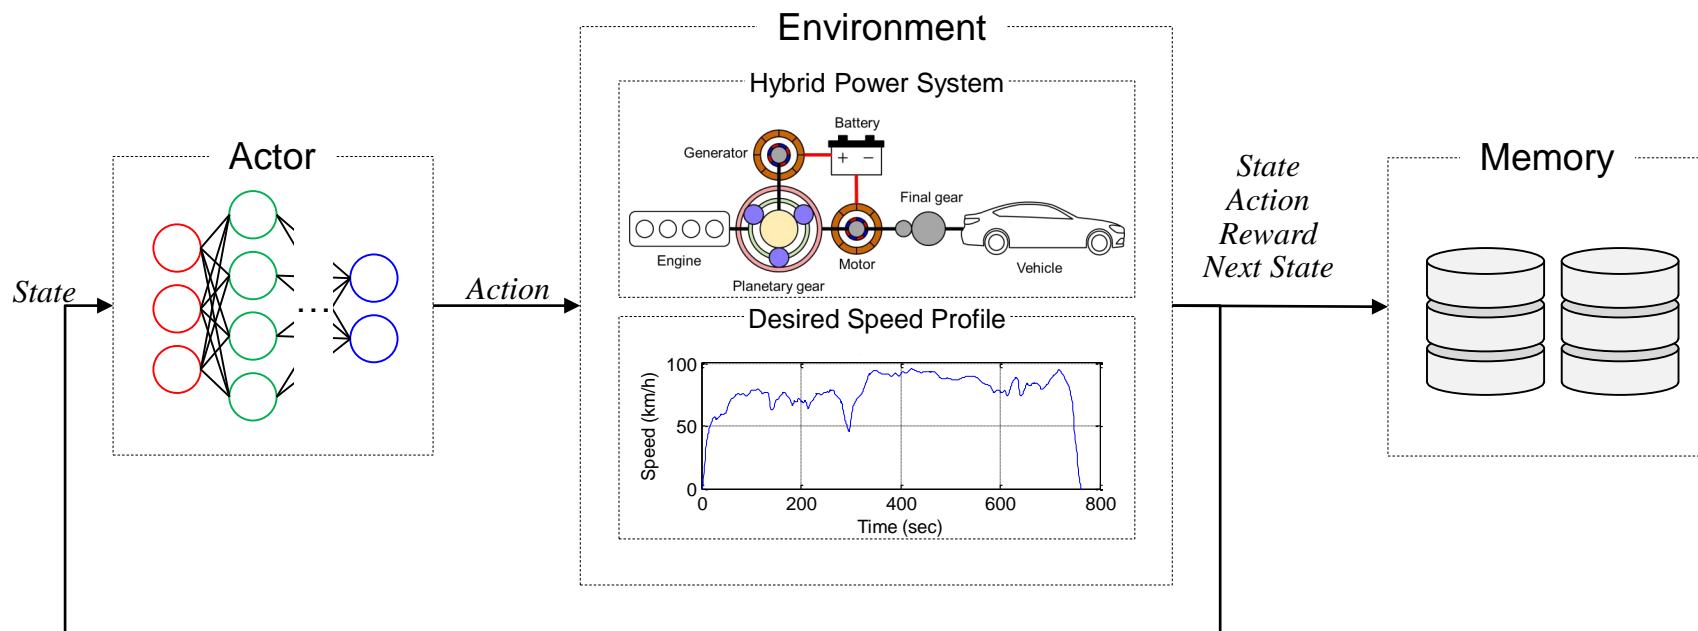 Environment
Hybrid Power System
Battery
Generator
+ −
Final gear
Engine
Motor
Vehicle
Planetary gear
Actor
State
...
Action
Desired Speed Profile
Speed (km/h)
100
50
0
0 200 400 600 800
Time (sec)
State
Action
Reward
Next State
Memory